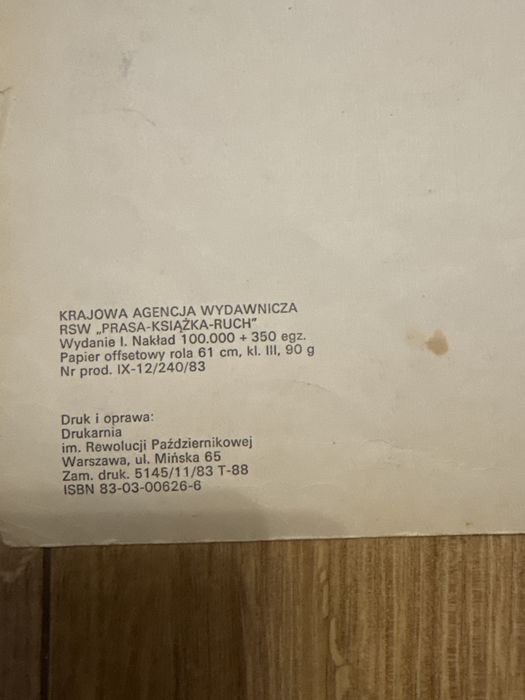 KRAJOWA AGENCJA WYDAWNICZA
RSW „PRASA-KSIĄŻKA-RUCH”
Wydanie I. Nakład 100.000 + 350 egz.
Papier offsetowy rola 61 cm, kl. III, 90 g
Nr prod. IX-12/240/83
Druk i oprawa:
Drukarnia
im. Rewolucji Październikowej
Warszawa, ul. Mińska 65
Zam. druk. 5145/11/83 T-88
ISBN 83-03-00626-6